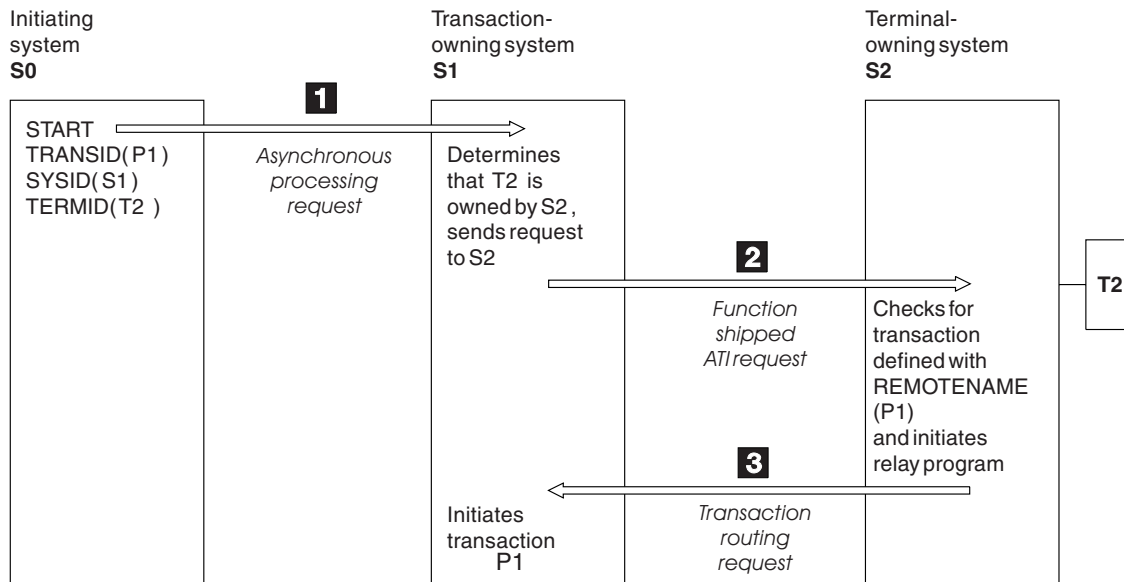 Initiating
system
S0
Transaction-
owning system
S1
Terminal-
owning system
S2
START
TRANSID(P1)
SYSID(S1)
TERMID(T2 )
1
Asynchronous
processing
request
Determines
that T2 is
owned by S2 ,
sends request
to S2
2
Function
shipped
ATI request
Checks for
transaction
defined with
REMOTENAME
(P1)
and initiates
relay program
T2
3
Transaction
routing
request
Initiates
transaction
P1